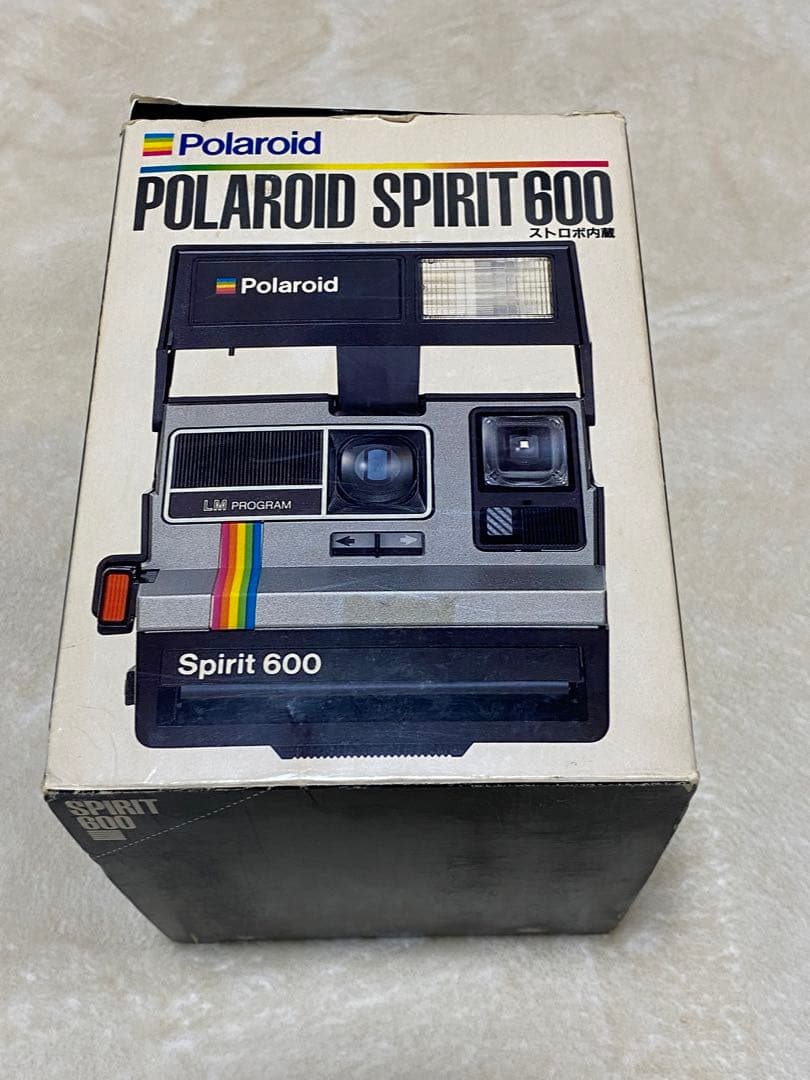 Polaroid
POLAROID SPIRIT 600
ストロボ内蔵
Polaroid
LM PROGRAM
Spirit 600
SPIRIT
600